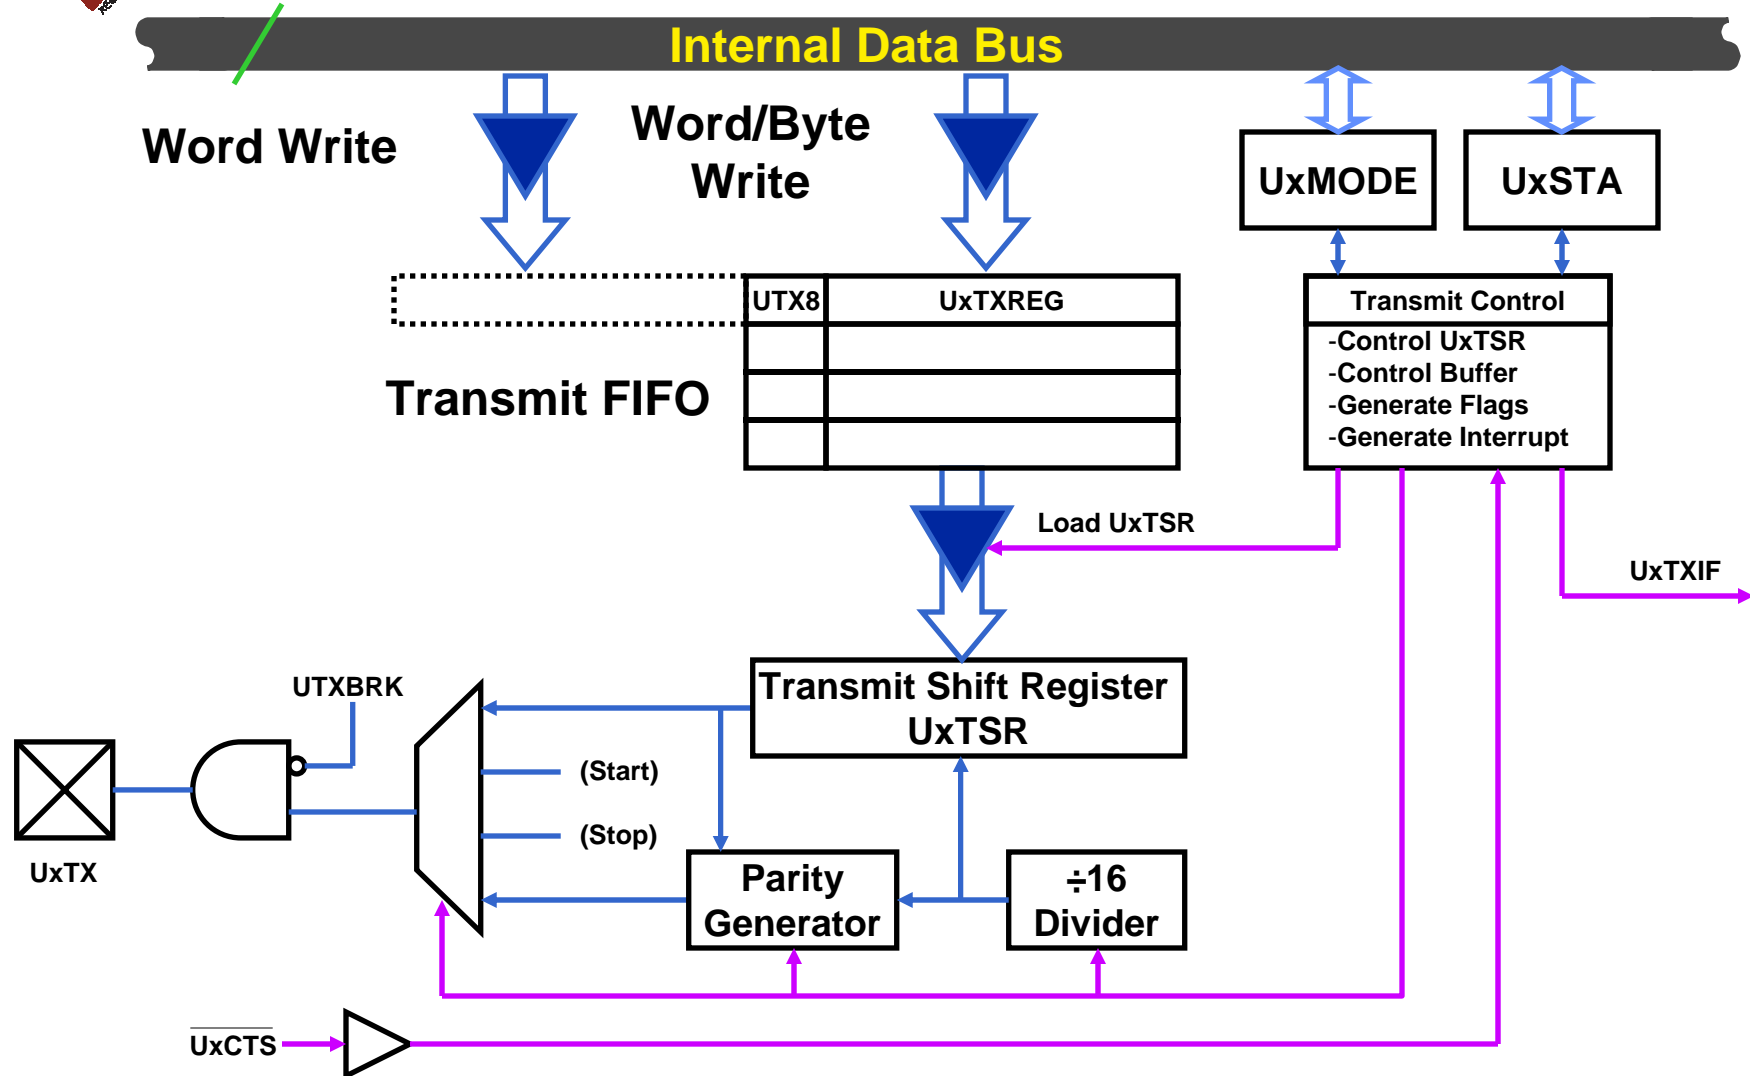 Internal Data Bus
Word Write
Word/Byte
Write
UxMODE
UxSTA
UTX8
UxTXREG
Transmit Control
-Control UxTSR
-Control Buffer
-Generate Flags
-Generate Interrupt
Transmit FIFO
Load UxTSR
UxTXIF
Transmit Shift Register
UxTSR
UTXBRK
(Start)
(Stop)
UxTX
Parity
Generator
÷16
Divider
UxCTS